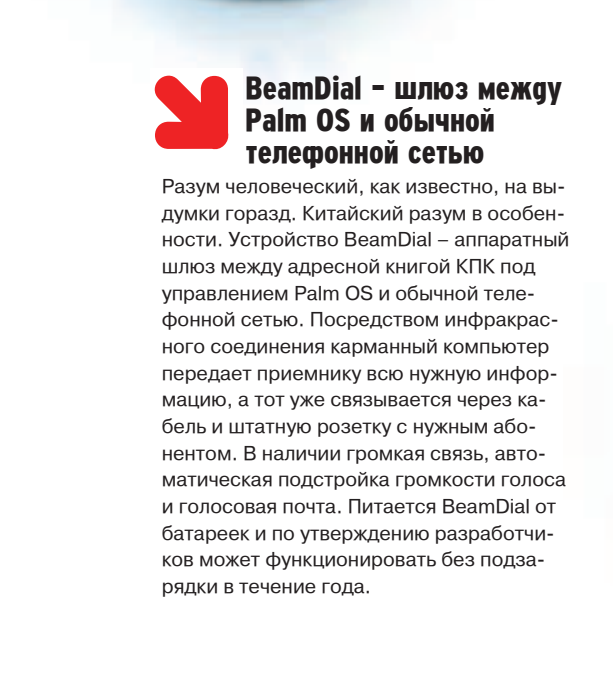 BeamDial – шлюз между
Palm OS и обычной
телефонной сетью
Разум человеческий, как известно, на вы-
думки горазд. Китайский разум в особен-
ности. Устройство BeamDial – аппаратный
шлюз между адресной книгой КПК под
управлением Palm OS и обычной теле-
фонной сетью. Посредством инфракрас-
ного соединения карманный компьютер
передает приемнику всю нужную инфор-
мацию, а тот уже связывается через ка-
бель и штатную розетку с нужным або-
нентом. В наличии громкая связь, авто-
матическая подстройка громкости голоса
и голосовая почта. Питается BeamDial от
батареек и по утверждению разработчи-
ков может функционировать без подза-
рядки в течение года.